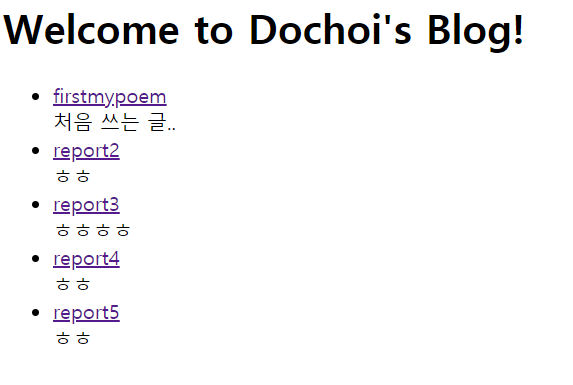 Welcome to Dochoi's Blog!
firstmypoem
처음 쓰는 글..
report2
ㅎㅎ
report3
ㅎㅎㅎㅎ
report4
ㅎㅎ
report5
ㅎㅎ